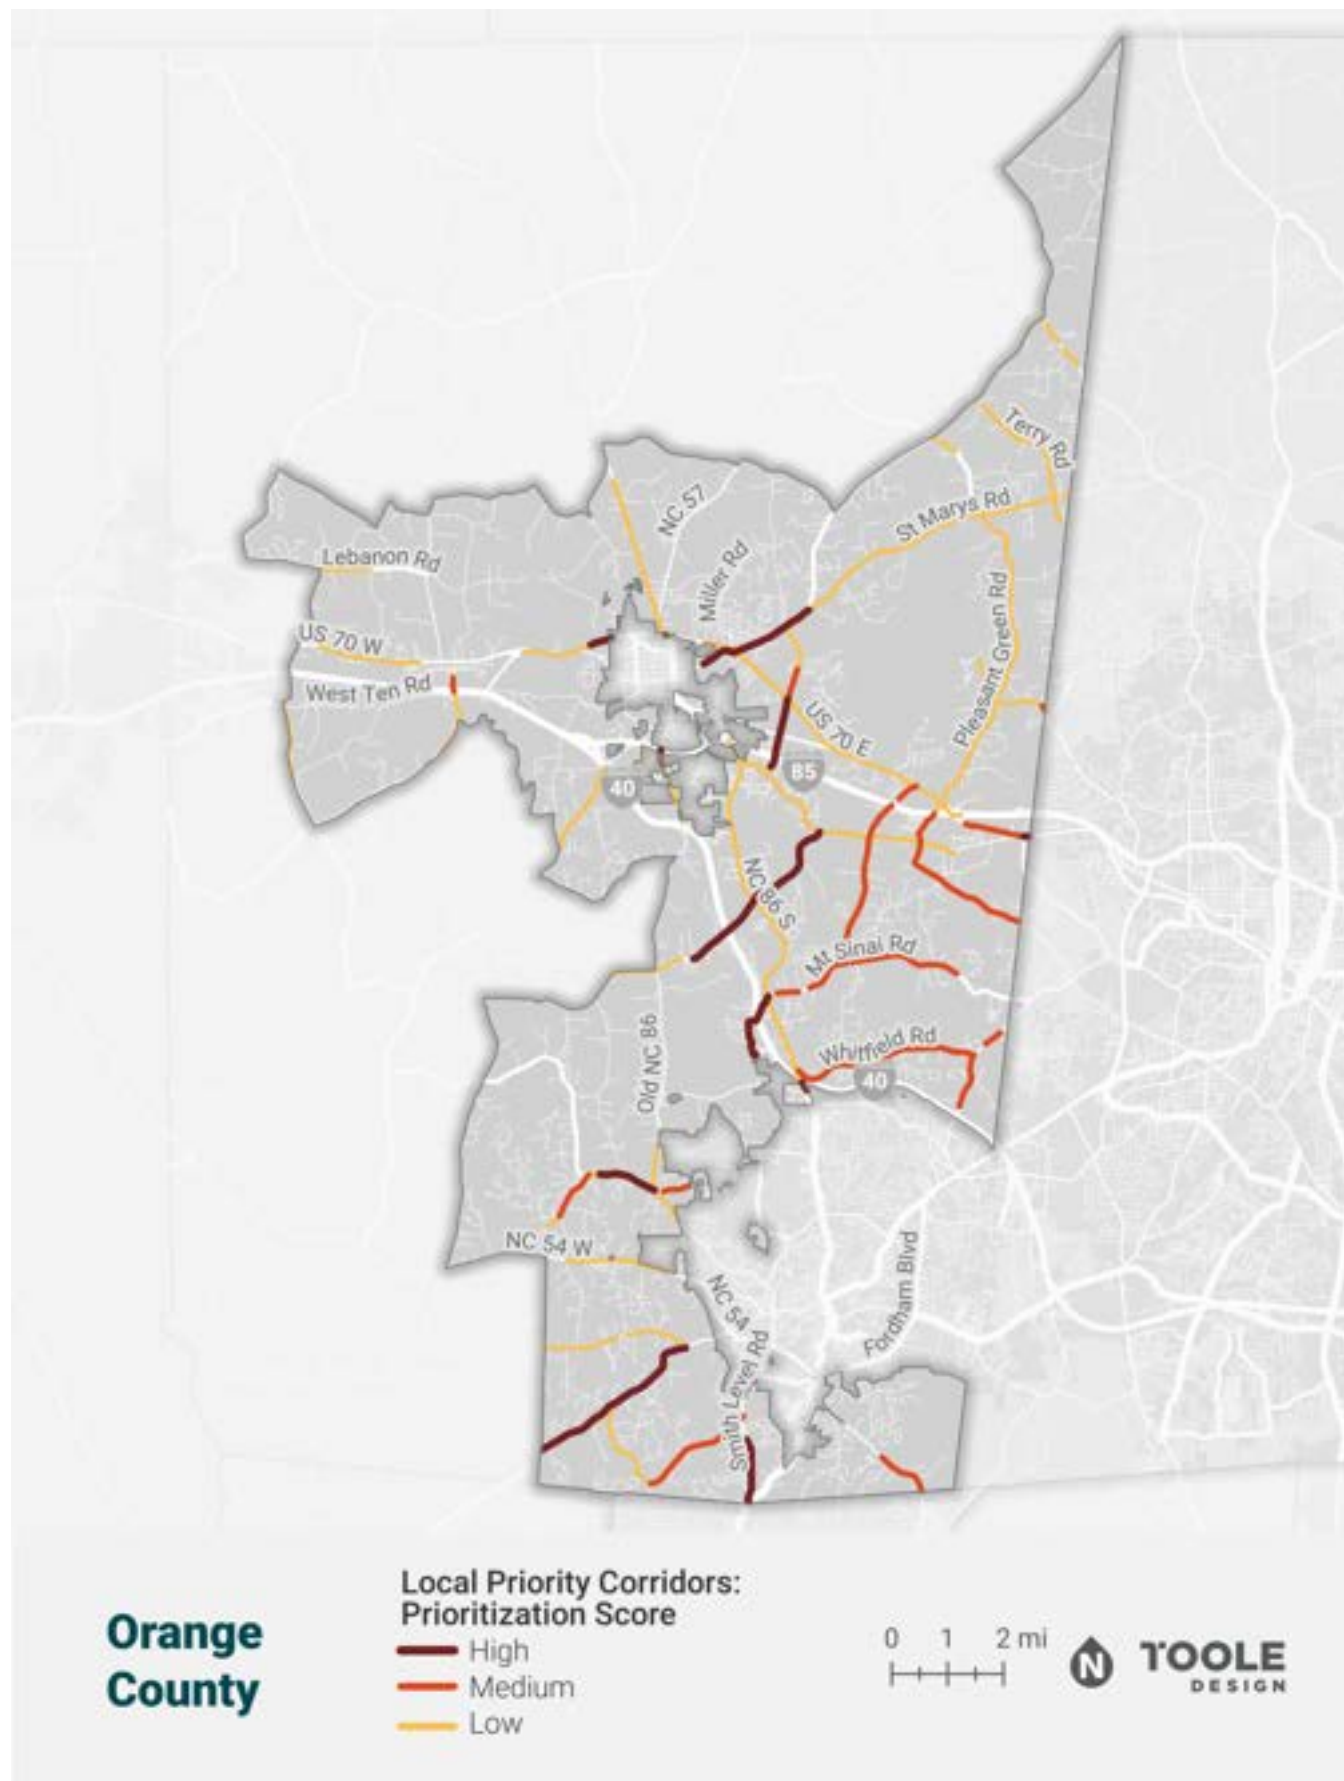 Terry Rd
NC 57
St Marys Rd
Lebanon Rd
Miller Rd
US 70 W
Pleasant Green Rd
West Ten Rd
US 70 E
85
40
NC 86 S
Mt Sinai Rd
Old NC 86
Whitfield Rd
40
NC 54 W
Fordham Blvd
NC 54
Smith Level Rd
Orange
County
Local Priority Corridors:
Prioritization Score
High
Medium
Low
0 1 2 mi
N
TOOLE
DESIGN